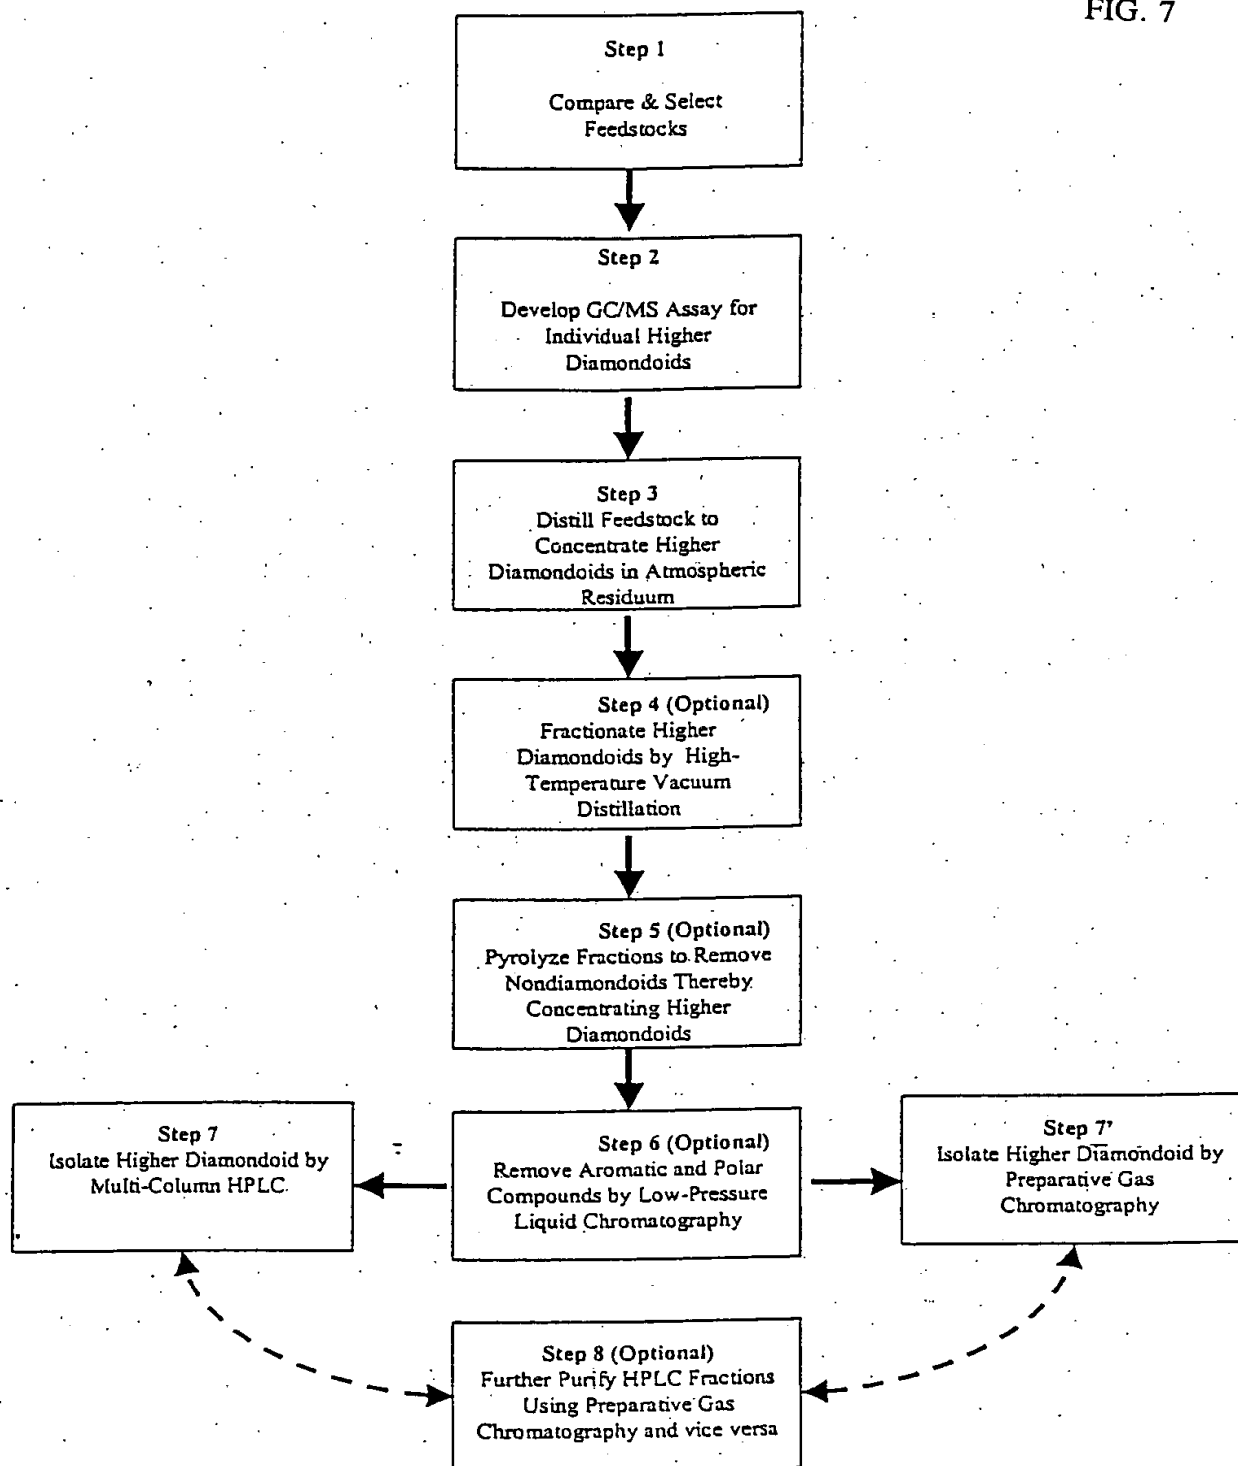 FIG. 7
Step 1
Compare & Select
Feedstocks
Step 2
Develop GC/MS Assay for
Individual Higher
Diamondoids
Step 3
Distill Feedstock to
Concentrate Higher
Diamondoids in Atmospheric
Residuum
Step 4 (Optional)
Fractionate Higher
Diamondoids by High-
Temperature Vacuum
Distillation
Step 5 (Optional)
Pyrolyze Fractions to Remove
Nondiamondoids Thereby
Concentrating Higher
Diamondoids
Step 6 (Optional)
Remove Aromatic and Polar
Compounds by Low-Pressure
Liquid Chromatography
Step 7
Isolate Higher Diamondoid by
Multi-Column HPLC
Step 7'
Isolate Higher Diamondoid by
Preparative Gas
Chromatography
Step 8 (Optional)
Further Purify HPLC Fractions
Using Preparative Gas
Chromatography and vice versa